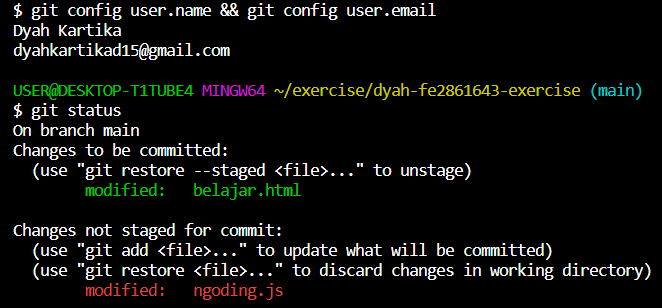 $ git config user.name && git config user.email
Dyah Kartika
dyahkartikad15@gmail.com
USER@DESKTOP-T1TUBE4 MINGW64 ~/exercise/dyah-fe2861643-exercise (main)
$ git status
On branch main
Changes to be committed:
  (use "git restore --staged <file>..." to unstage)
        modified:   belajar.html

Changes not staged for commit:
  (use "git add <file>..." to update what will be committed)
  (use "git restore <file>..." to discard changes in working directory)
        modified:   ngoding.js